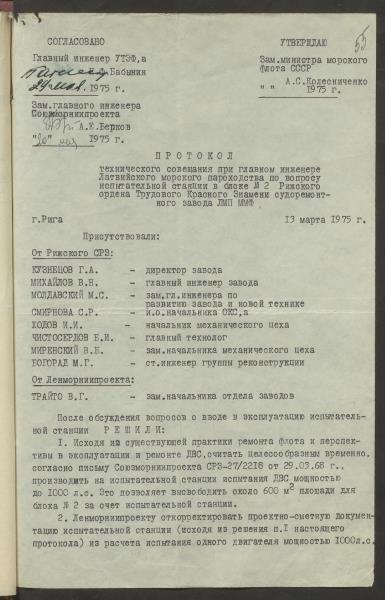 55
СОГЛАСОВАНО
УТВЕРЖДАЮ
Главный инженер УТЭФ,а
Бабынин
1975 г.
Зам.министра морского
флота СССР
А.С.Колесниченко
" " 1975 г.
Зам.главного инженера
Союзморниипроекта
А.Е.Бернов
"20" мая 1975 г.
П Р О Т О К О Л
технического совещания при главном инженере
Латвийского морского пароходства по вопросу
испытательной станции в блоке № 2 Рижского
ордена Трудового Красного Знамени судоремонт-
ного завода ЛМП ММФ
г.Рига
13 марта 1975 г.
Присутствовали:
От Рижского СРЗ:
КУЗНЕЦОВ Г.А. - директор завода
МИХАЙЛОВ В.Н. - главный инженер завода
МОЛДАВСКИЙ М.С. - зам.гл.инженера по
развитию завода и новой технике
СМИРНОВА С.Р. - и.о.начальника ОКС,а
ХОДОВ И.И. - начальник механического цеха
ЧИСТОСЕРДОВ Б.И. - главный технолог
МИРЕНСКИЙ В.Б. - зам.начальника механического цеха
БОГОРАД М.Г. - ст.инженер группы реконструкции
От Ленморниипроекта:
ТРАЙГО В.Г. - зам.начальника отдела заводов
После обсуждения вопросов о вводе в эксплуатацию испытатель-
ной станции Р Е Ш И Л И:
1. Исходя из существующей практики ремонта флота и перспек-
тивы в эксплуатации и ремонте ДВС,считать целесообразным временно,
согласно письму Союзморниипроекта СРЗ-27/2218 от 29.03.68 г.,
производить на испытательной станции испытания ДВС мощностью
до 1000 л.с. Это позволяет высвободить около 600 м2 площади для
блока № 2 за счет испытательной станции.
2. Ленморниипроекту откорректировать проектно-сметную докумен-
тацию испытательной станции (исходя из решения п.1 настоящего
протокола) из расчета испытания одного двигателя мощностью 1000л.с.